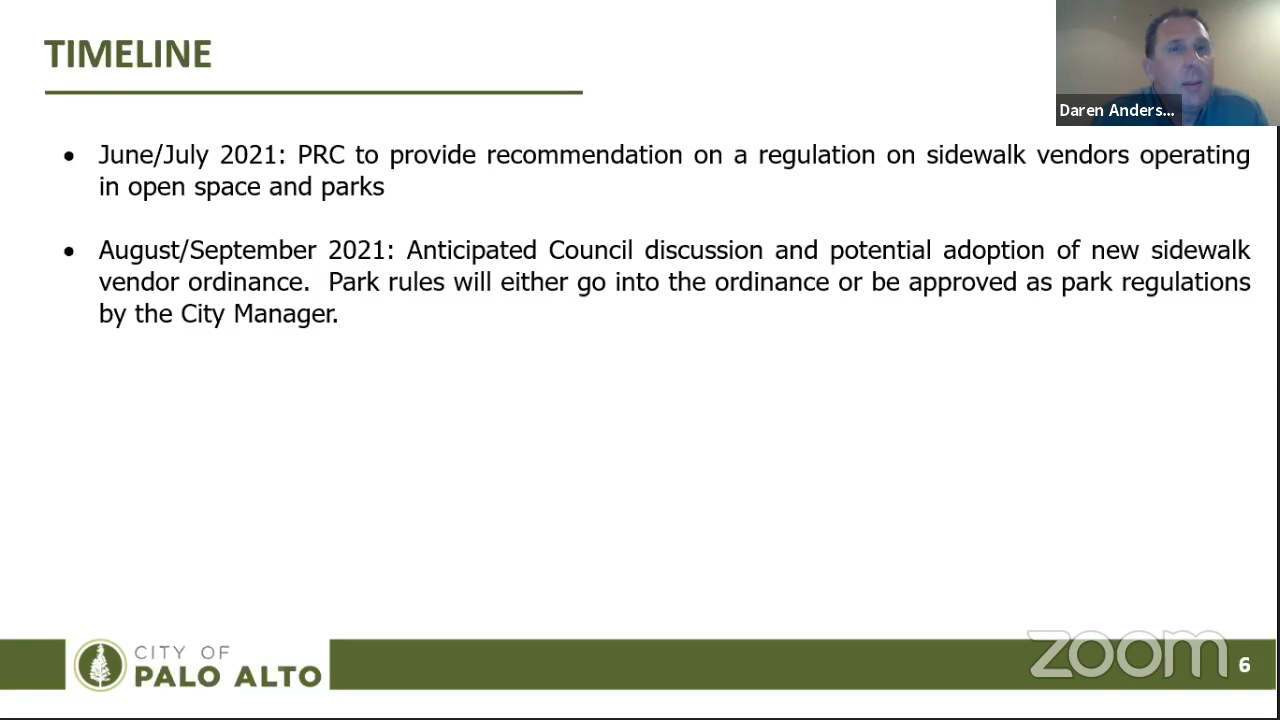 TIMELINE
Daren Anders...
• June/July 2021: PRC to provide recommendation on a regulation on sidewalk vendors operating
in open space and parks
• August/September 2021: Anticipated Council discussion and potential adoption of new sidewalk
vendor ordinance.  Park rules will either go into the ordinance or be approved as park regulations
by the City Manager.
CITY OF
PALO ALTO
zoom
6